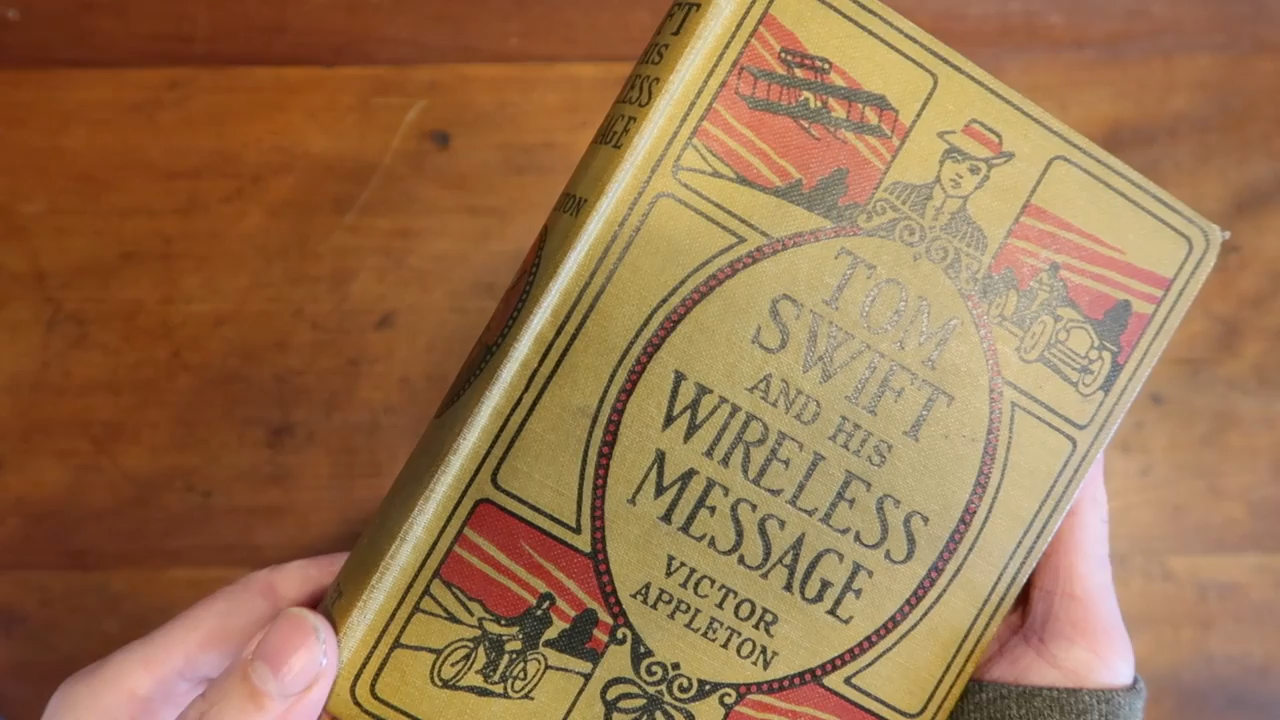 TOM
SWIFT
AND HIS
WIRELESS
MESSAGE
VICTOR
APPLETON